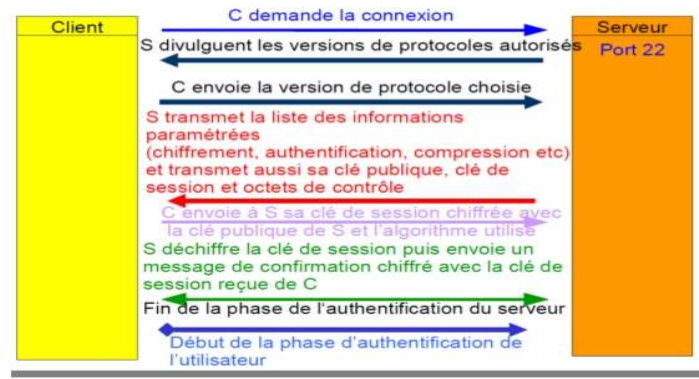 C demande la connexion
Client
Serveur
S divulguent les versions de protocoles autorisés
Port 22
C envoie la version de protocole choisie
S transmet la liste des informations
paramétrées
(chiffrement, authentification, compression etc)
et transmet aussi sa clé publique, clé de
session et octets de contrôle
C envoie à S sa clé de session chiffrée avec
la clé publique de S et l'algorithme utilisé
S déchiffre la clé de session puis envoie un
message de confirmation chiffré avec la clé de
session reçue de C
Fin de la phase de l'authentification du serveur
Début de la phase d'authentification de
l'utilisateur